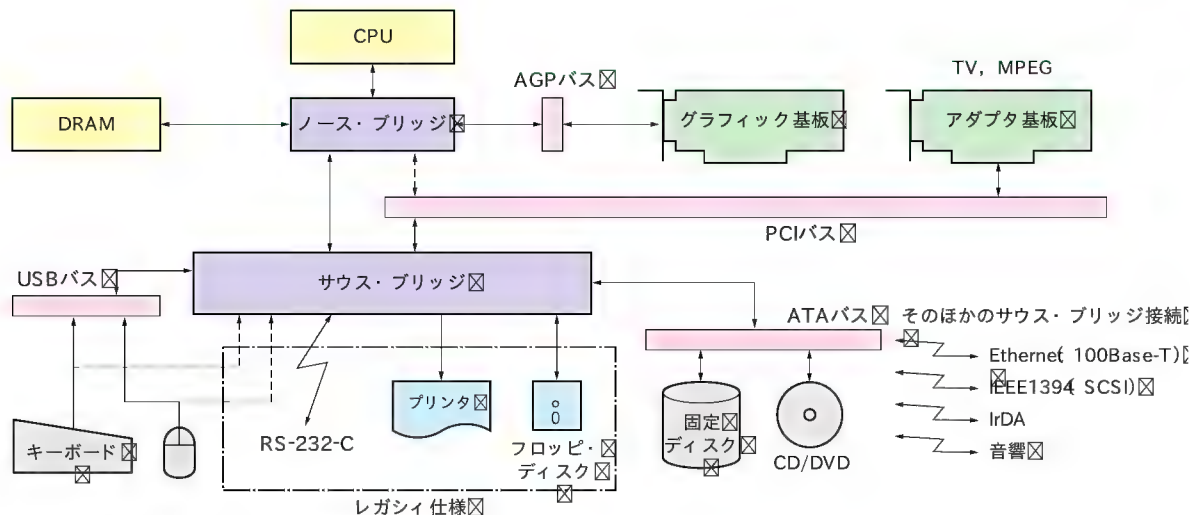 CPU
AGPバス
TV, MPEG
DRAM
ノース・ブリッジ
グラフィック基板
アダプタ基板
PCIバス
USBバス
サウス・ブリッジ
ATAバス
そのほかのサウス・ブリッジ接続
Ethernet( 100Base-T)
IEEE1394( SCSI)
IrDA
音響
キーボード
RS-232-C
プリンタ
フロッピ・
ディスク
固定
ディスク
CD/DVD
レガシィ仕様